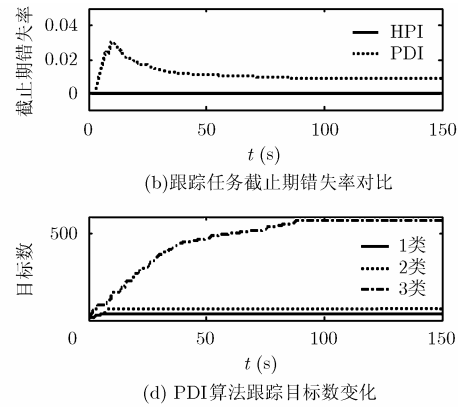 截止期错失率
0.04
0.02
0
HPI
PDI
0 50 100 150
t (s)
(b)跟踪任务截止期错失率对比
目标数
500
1类
2类
3类
0 50 100 150
t (s)
(d) PDI算法跟踪目标数变化